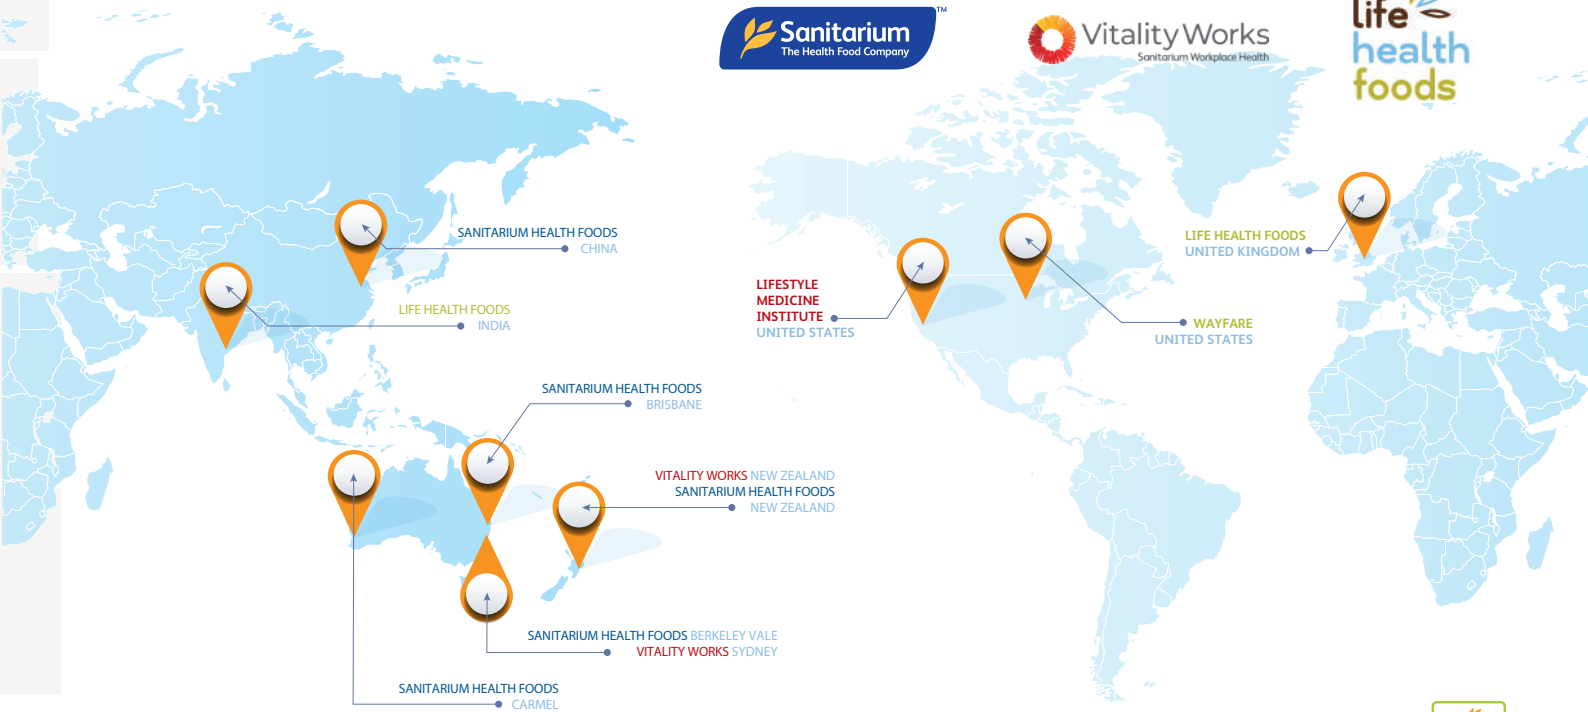 Sanitarium™
The Health Food Company
Vitality Works
Sanitarium Workplace Health
life
health
foods
SANITARIUM HEALTH FOODS
CHINA
LIFE HEALTH FOODS
INDIA
SANITARIUM HEALTH FOODS
BRISBANE
VITALITY WORKS NEW ZEALAND
SANITARIUM HEALTH FOODS
NEW ZEALAND
SANITARIUM HEALTH FOODS BERKELEY VALE
VITALITY WORKS SYDNEY
SANITARIUM HEALTH FOODS
CARMEL
LIFESTYLE
MEDICINE
INSTITUTE
UNITED STATES
WAYFARE
UNITED STATES
LIFE HEALTH FOODS
UNITED KINGDOM